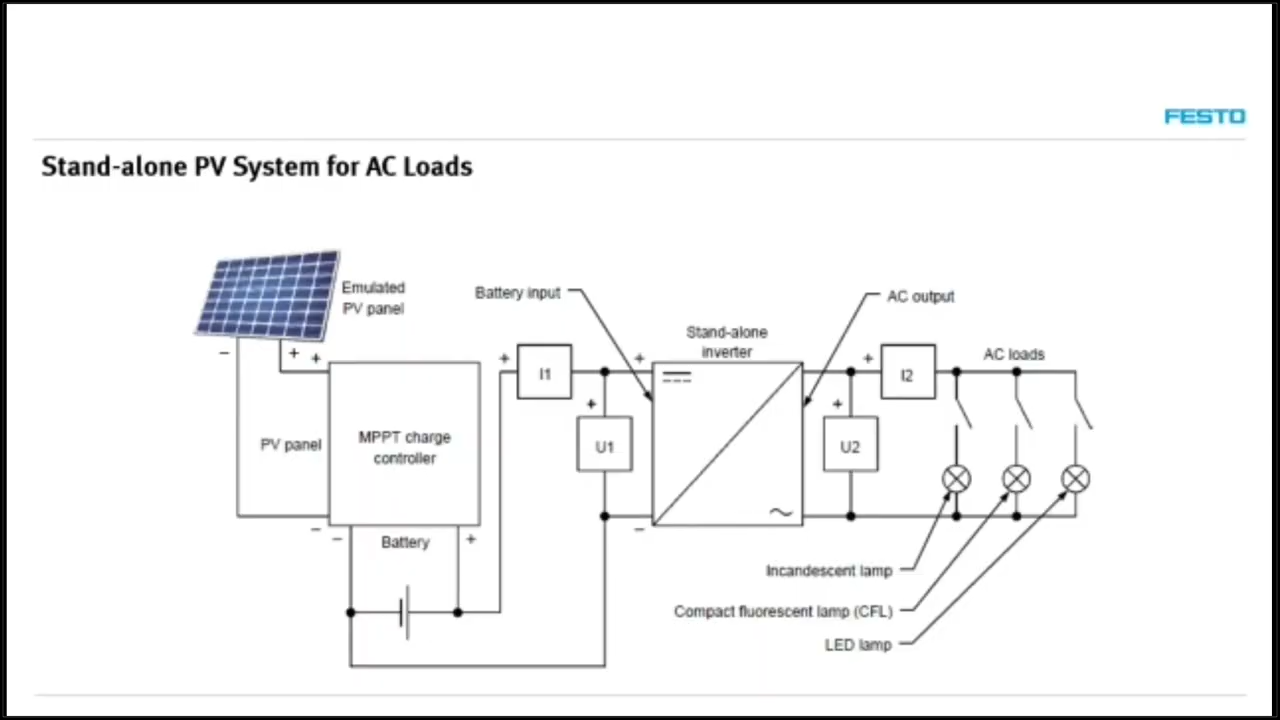 FESTO
Stand-alone PV System for AC Loads
Emulated
PV panel
Battery input
AC output
Stand-alone
inverter
AC loads
− + +
+ I1 +
+ I2
+ U1
+ U2
PV panel
MPPT charge
controller
− − +
−
Battery
Incandescent lamp
Compact fluorescent lamp (CFL)
LED lamp